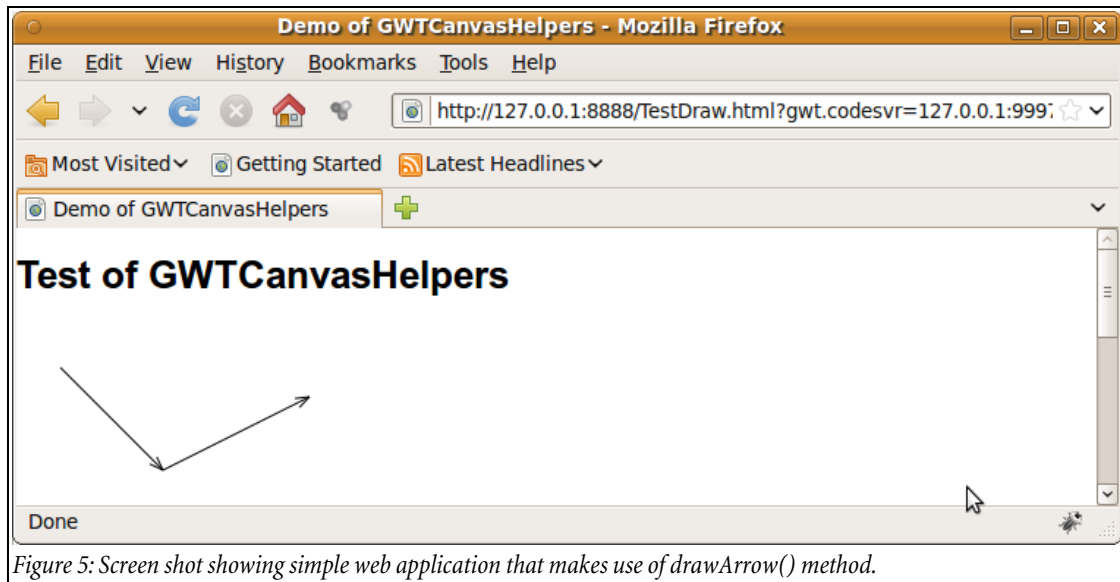 Demo of GWTCanvasHelpers - Mozilla Firefox
File Edit View History Bookmarks Tools Help
http://127.0.0.1:8888/TestDraw.html?gwt.codesvr=127.0.0.1:9997
Most Visited Getting Started Latest Headlines
Demo of GWTCanvasHelpers
Test of GWTCanvasHelpers
Done
Figure 5: Screen shot showing simple web application that makes use of drawArrow() method.